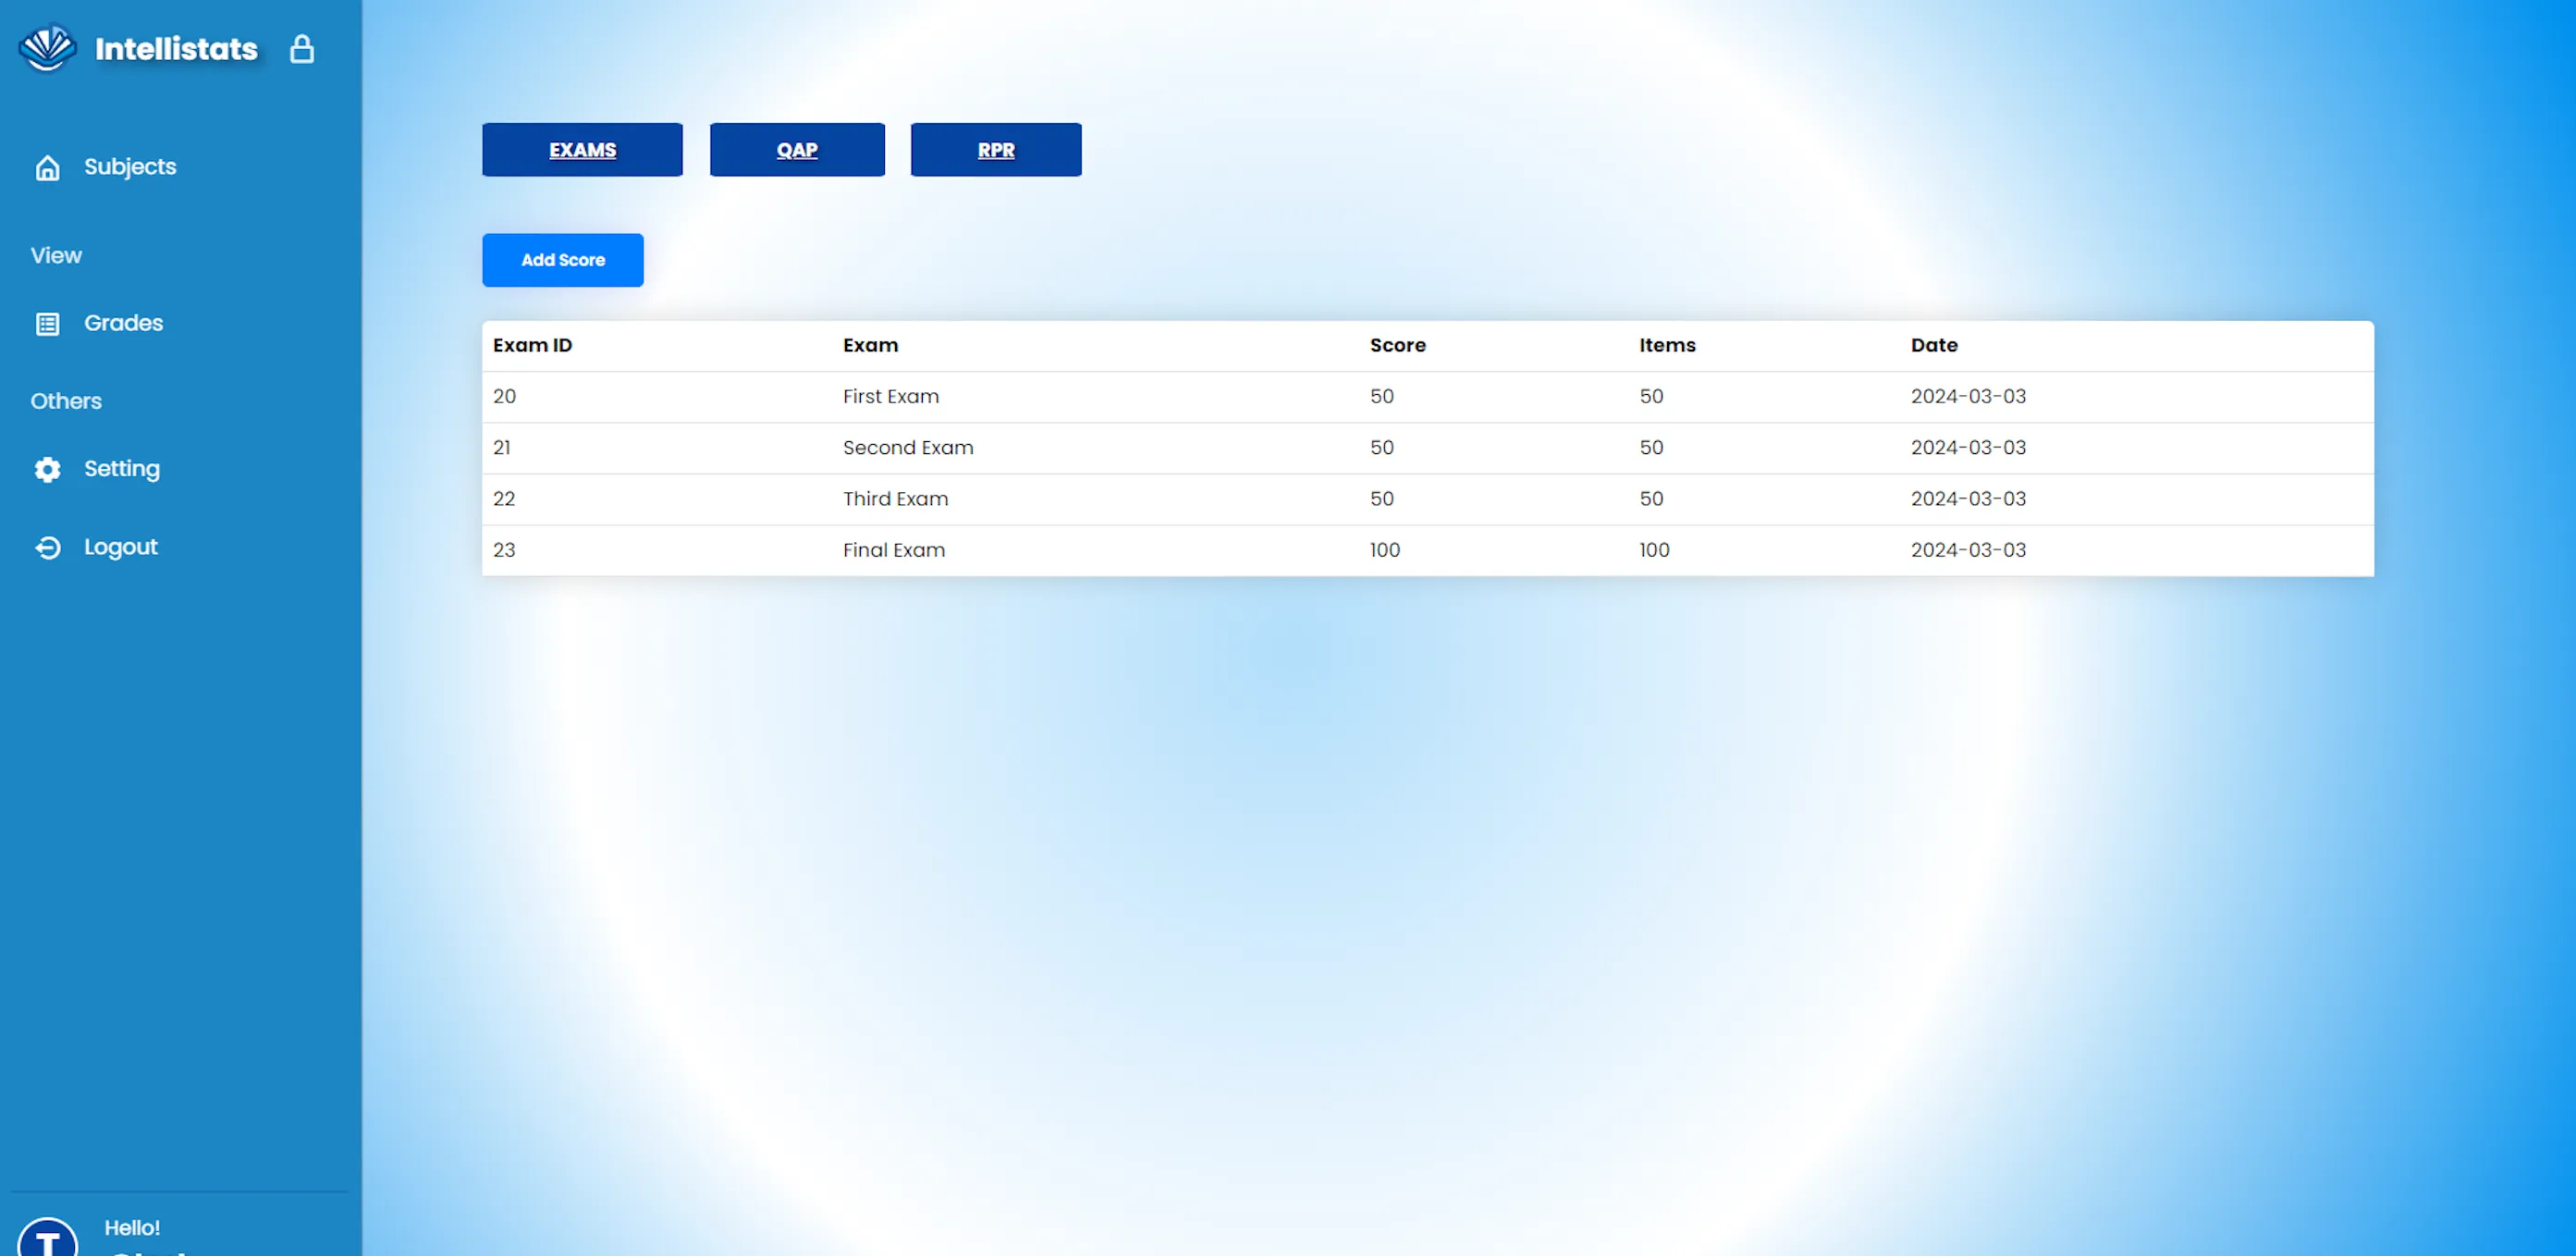 Intellistats
Subjects
View
Grades
Others
Setting
Logout
EXAMS QAP RPR
Add Score
Exam ID Exam Score Items Date
20 First Exam 50 50 2024-03-03
21 Second Exam 50 50 2024-03-03
22 Third Exam 50 50 2024-03-03
23 Final Exam 100 100 2024-03-03
T
Hello!